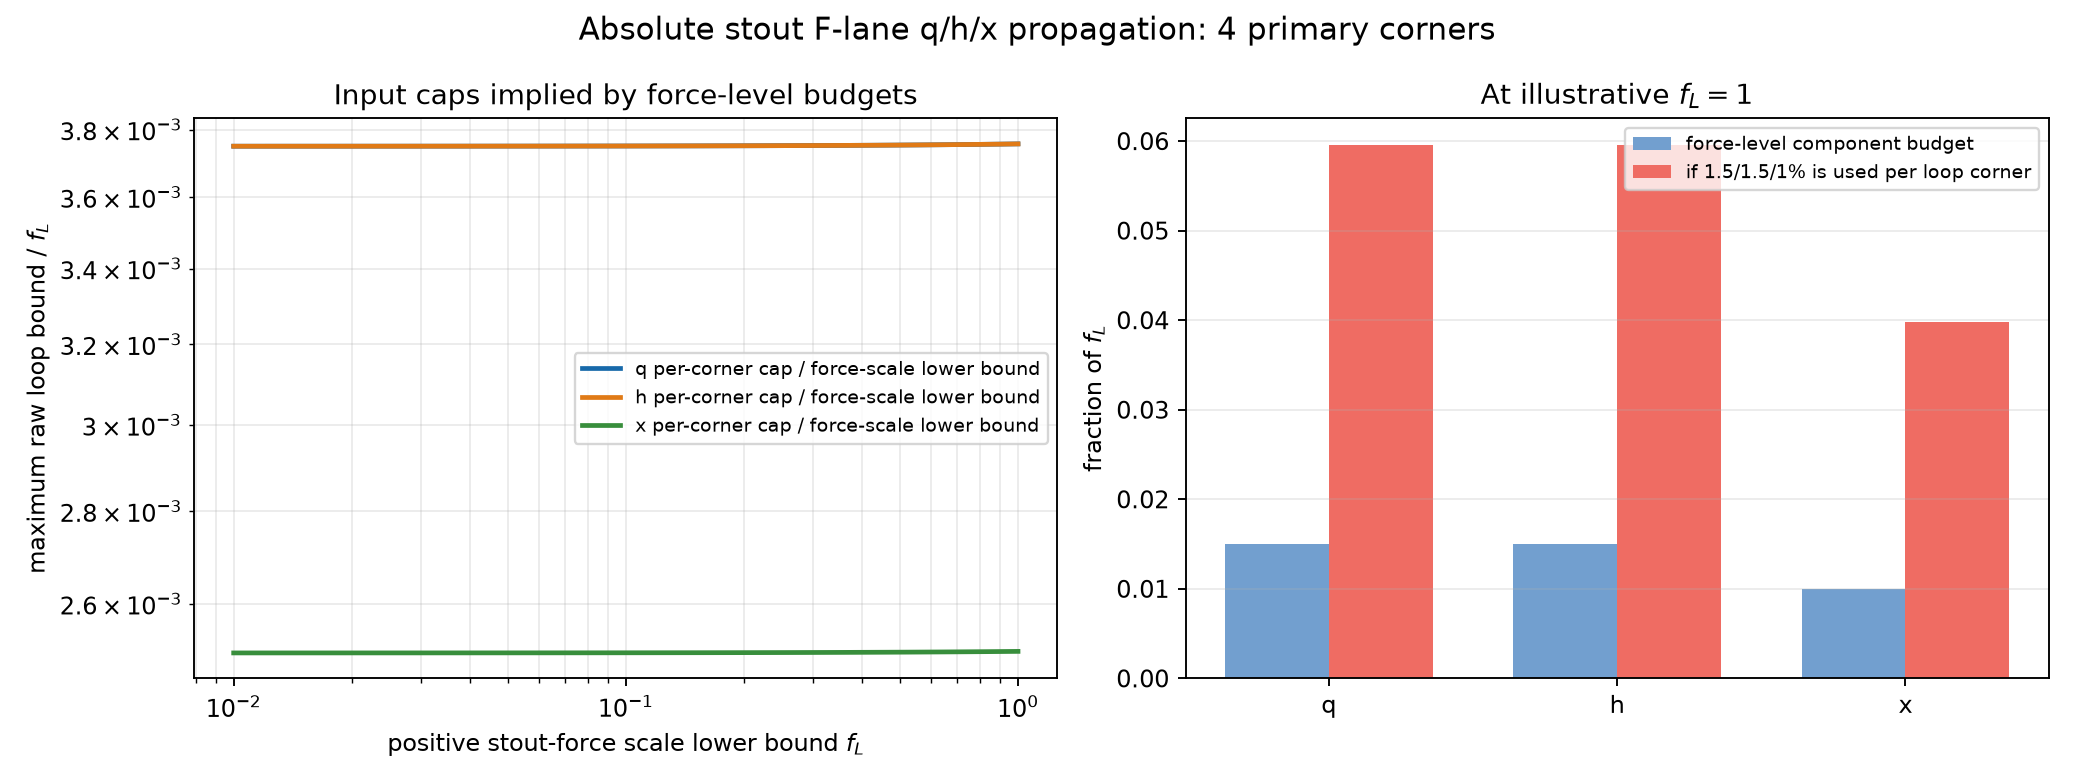 Absolute stout F-lane q/h/x propagation: 4 primary corners
Input caps implied by force-level budgets
maximum raw loop bound / f_L
3.8 × 10⁻³
3.6 × 10⁻³
3.4 × 10⁻³
3.2 × 10⁻³
3 × 10⁻³
2.8 × 10⁻³
2.6 × 10⁻³
q per-corner cap / force-scale lower bound
h per-corner cap / force-scale lower bound
x per-corner cap / force-scale lower bound
10⁻²
10⁻¹
10⁰
positive stout-force scale lower bound f_L
At illustrative f_L = 1
fraction of f_L
0.06
0.05
0.04
0.03
0.02
0.01
0.00
force-level component budget
if 1.5/1.5/1% is used per loop corner
q
h
x